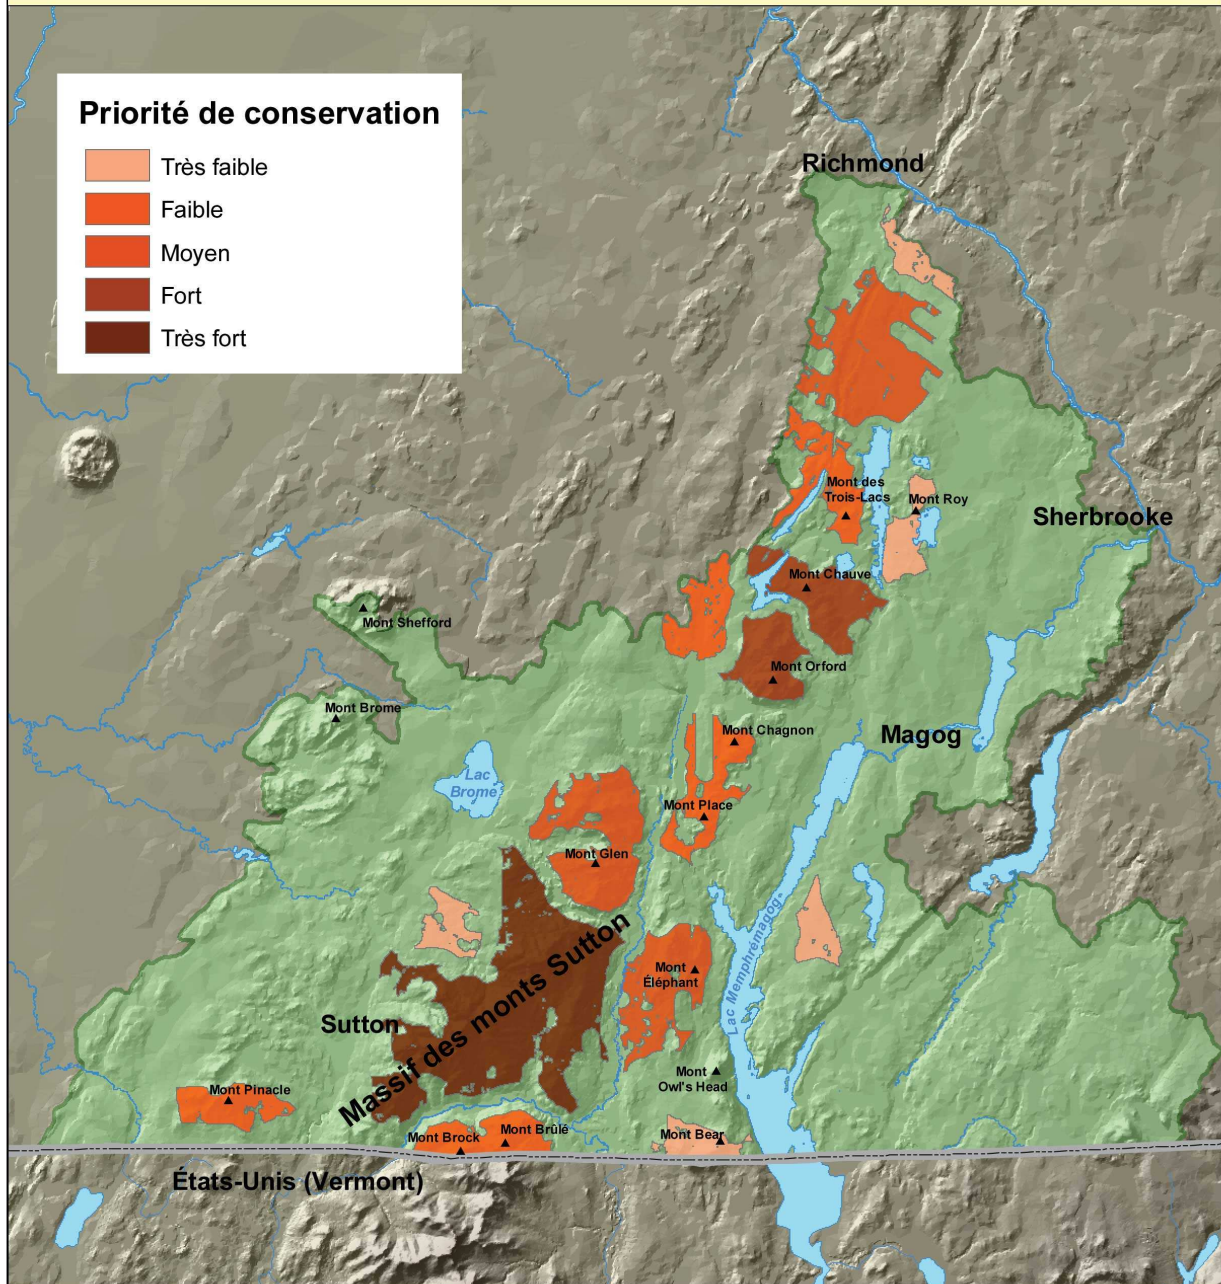 Priorité de conservation
Très faible
Faible
Moyen
Fort
Très fort
Richmond
Mont des
Trois-Lacs
Mont Roy
Sherbrooke
Mont Chauve
Mont Shefford
Mont Orford
Mont Brome
Mont Chagnon
Magog
Lac
Brome
Mont Place
Mont Glen
Massif des monts Sutton
Lac Memphrémagog
Mont
Éléphant
Sutton
Mont
Owl's Head
Mont Pinacle
Mont Brock
Mont Brûlé
Mont Bear
États-Unis (Vermont)